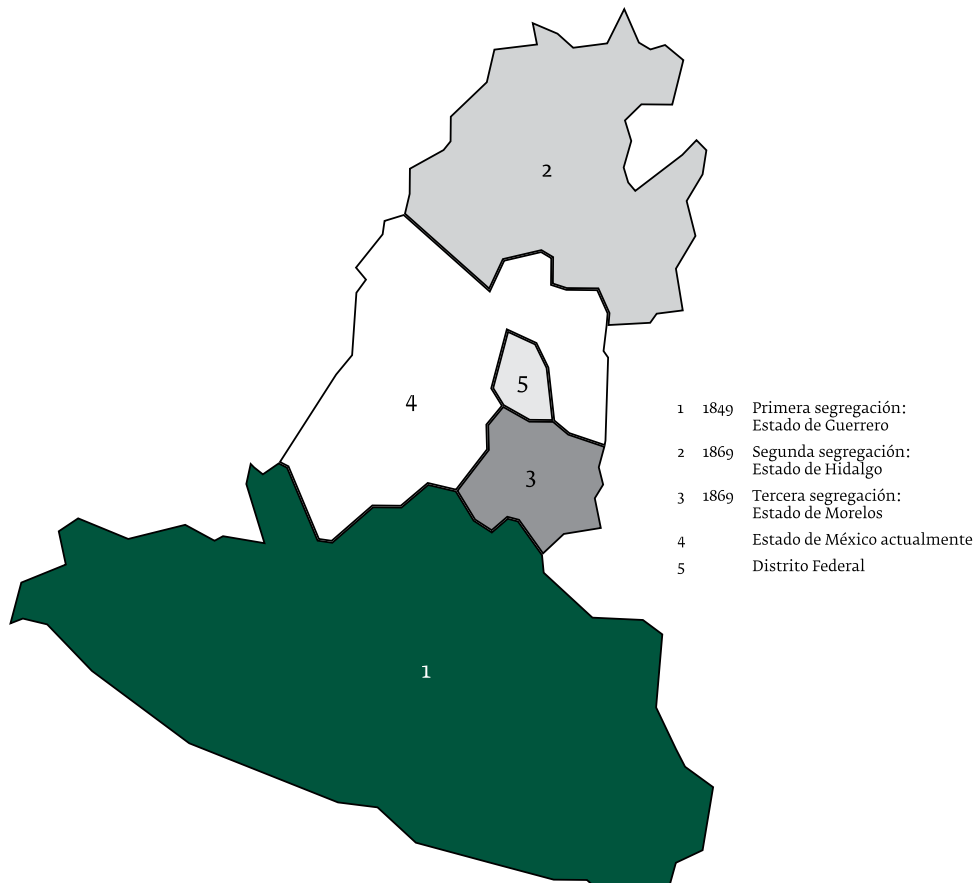 2
5
4
3
1
1 1849 Primera segregación:
Estado de Guerrero
2 1869 Segunda segregación:
Estado de Hidalgo
3 1869 Tercera segregación:
Estado de Morelos
4 Estado de México actualmente
5 Distrito Federal